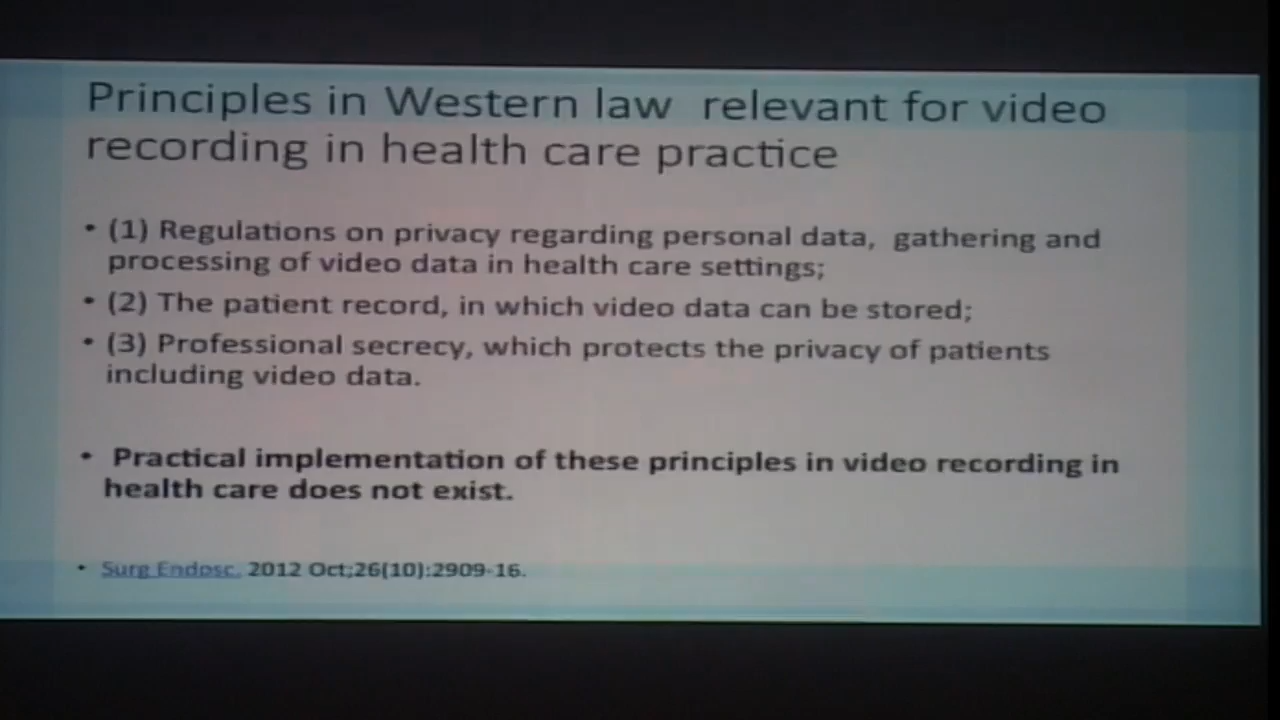 Principles in Western law relevant for video
recording in health care practice
• (1) Regulations on privacy regarding personal data, gathering and
processing of video data in health care settings;
• (2) The patient record, in which video data can be stored;
• (3) Professional secrecy, which protects the privacy of patients
including video data.
• Practical implementation of these principles in video recording in
health care does not exist.
• Surg Endosc. 2012 Oct;26(10):2909-16.